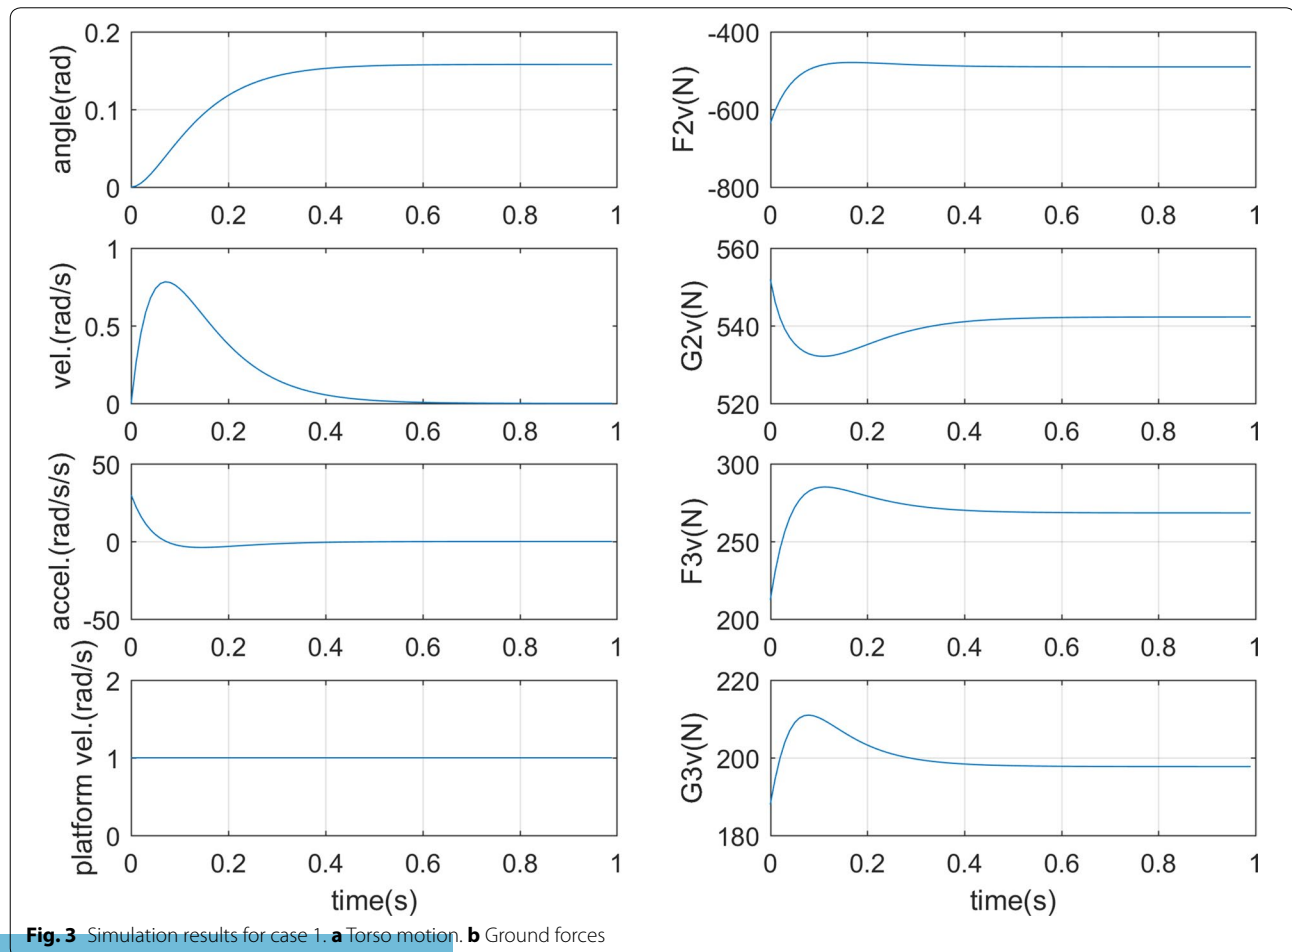 angle(rad)
0.2
0.1
0
0 0.2 0.4 0.6 0.8 1
vel.(rad/s)
1
0.5
0
0 0.2 0.4 0.6 0.8 1
accel.(rad/s/s)
50
0
-50
0 0.2 0.4 0.6 0.8 1
platform vel.(rad/s)
2
1
0
0 0.2 0.4 0.6 0.8 1
time(s)
F2v(N)
-400
-600
-800
0 0.2 0.4 0.6 0.8 1
G2v(N)
560
540
520
0 0.2 0.4 0.6 0.8 1
F3v(N)
300
250
200
0 0.2 0.4 0.6 0.8 1
G3v(N)
220
200
180
0 0.2 0.4 0.6 0.8 1
time(s)
Fig. 3 Simulation results for case 1. a Torso motion. b Ground forces